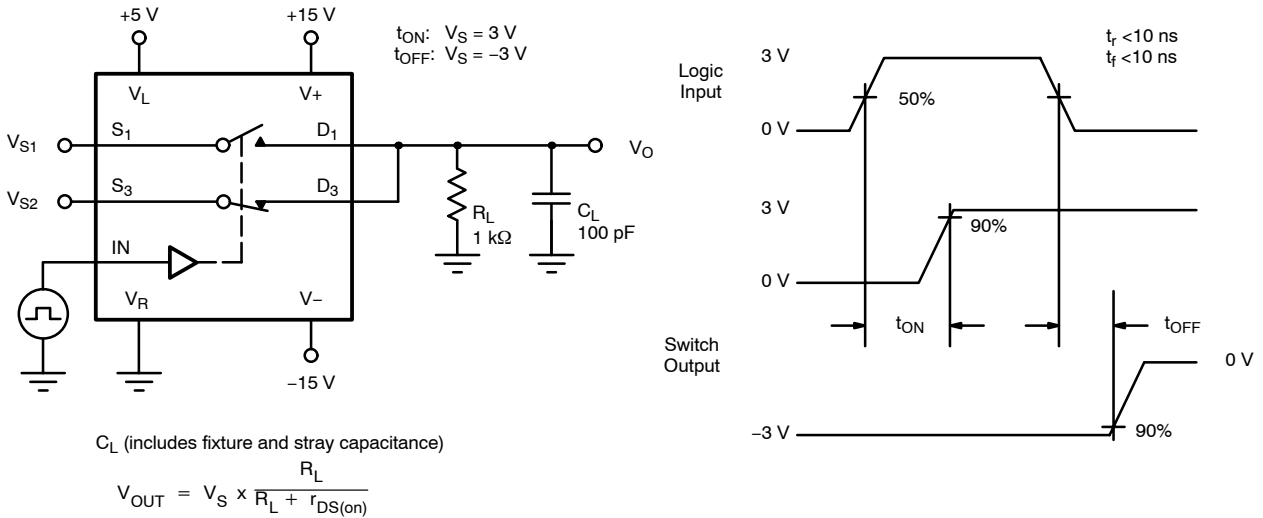 +5 V
+15 V
tON: VS = 3 V
tOFF: VS = −3 V
VL
V+
VS1
S1
D1
VO
VS2
S3
D3
RL
1 kΩ
CL
100 pF
IN
VR
V−
−15 V
CL (includes fixture and stray capacitance)
VOUT = VS x RL
RL + rDS(on)
tr <10 ns
tf <10 ns
Logic
Input
3 V
50%
0 V
3 V
90%
0 V
tON
tOFF
Switch
Output
0 V
−3 V
90%